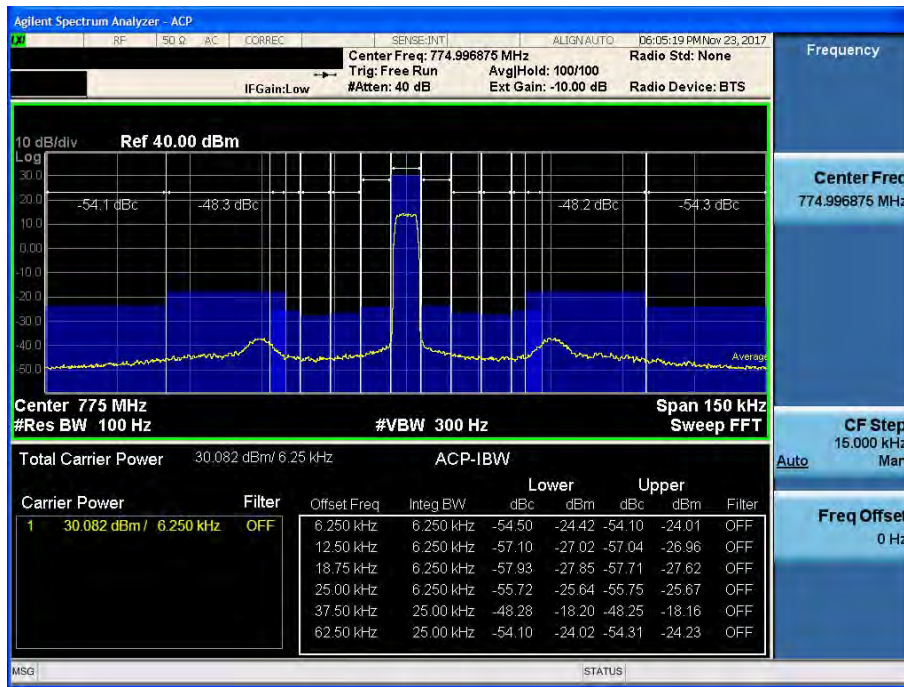 Agilent Spectrum Analyzer - ACP
LXI RF 50 Ω AC CORREC SENSE:INT ALIGN AUTO 06:05:19 PM Nov 23, 2017
Center Freq: 774.996875 MHz Radio Std: None
Trig: Free Run Avg|Hold: 100/100
IFGain:Low #Atten: 40 dB Ext Gain: -10.00 dB Radio Device: BTS
10 dB/div Ref 40.00 dBm
Log
30.0
20.0
-54.1 dBc -48.3 dBc -48.2 dBc -54.3 dBc
10.0
0.00
-10.0
-20.0
-30.0
-40.0
Average
-50.0
Center 775 MHz Span 150 kHz
#Res BW 100 Hz #VBW 300 Hz Sweep FFT
Total Carrier Power 30.082 dBm/ 6.25 kHz ACP-IBW
Lower Upper
Carrier Power Filter Offset Freq Integ BW dBc dBm dBc dBm Filter
1 30.082 dBm / 6.250 kHz OFF 6.250 kHz 6.250 kHz -54.50 -24.42 -54.10 -24.01 OFF
12.50 kHz 6.250 kHz -57.10 -27.02 -57.04 -26.96 OFF
18.75 kHz 6.250 kHz -57.93 -27.85 -57.71 -27.62 OFF
25.00 kHz 6.250 kHz -55.72 -25.64 -55.75 -25.67 OFF
37.50 kHz 25.00 kHz -48.28 -18.20 -48.25 -18.16 OFF
62.50 kHz 25.00 kHz -54.10 -24.02 -54.31 -24.23 OFF
MSG STATUS
Frequency
Center Freq
774.996875 MHz
CF Step
15.000 kHz
Auto Man
Freq Offset
0 Hz